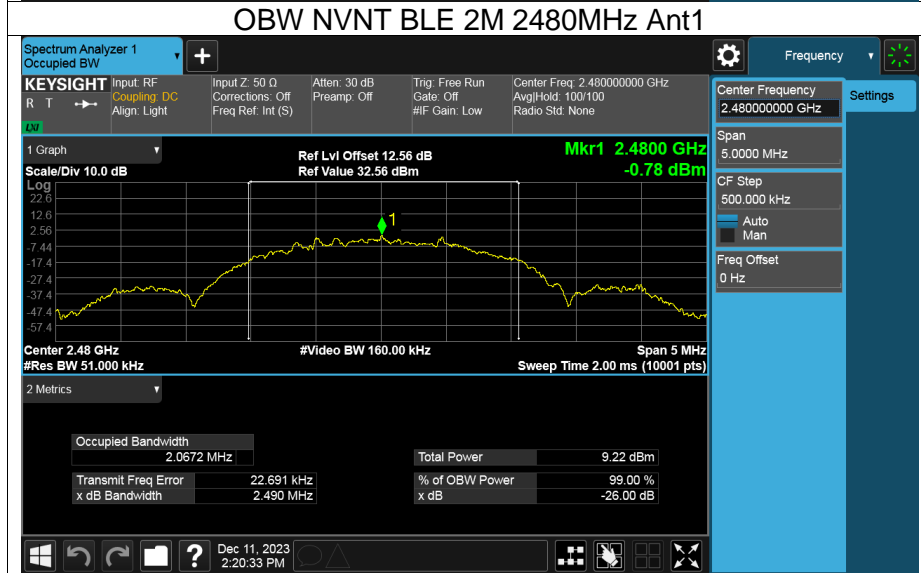 OBW NVNT BLE 2M 2480MHz Ant1
Spectrum Analyzer 1
Occupied BW
+
Frequency
KEYSIGHT
R T
LXI
Input: RF
Coupling: DC
Align: Light
Input Z: 50 Ω
Corrections: Off
Freq Ref: Int (S)
Atten: 30 dB
Preamp: Off
Trig: Free Run
Gate: Off
#IF Gain: Low
Center Freq: 2.480000000 GHz
Avg|Hold: 100/100
Radio Std: None
Center Frequency
2.480000000 GHz
Settings
Span
5.0000 MHz
CF Step
500.000 kHz
Auto
Man
Freq Offset
0 Hz
1 Graph
Scale/Div 10.0 dB
Ref Lvl Offset 12.56 dB
Ref Value 32.56 dBm
Mkr1 2.4800 GHz
-0.78 dBm
Log
22.6
12.6
2.56
-7.44
-17.4
-27.4
-37.4
-47.4
-57.4
1
Center 2.48 GHz
#Video BW 160.00 kHz
Span 5 MHz
#Res BW 51.000 kHz
Sweep Time 2.00 ms (10001 pts)
2 Metrics
Occupied Bandwidth
2.0672 MHz
Total Power 9.22 dBm
Transmit Freq Error 22.691 kHz
% of OBW Power 99.00 %
x dB Bandwidth 2.490 MHz
x dB -26.00 dB
?
Dec 11, 2023
2:20:33 PM